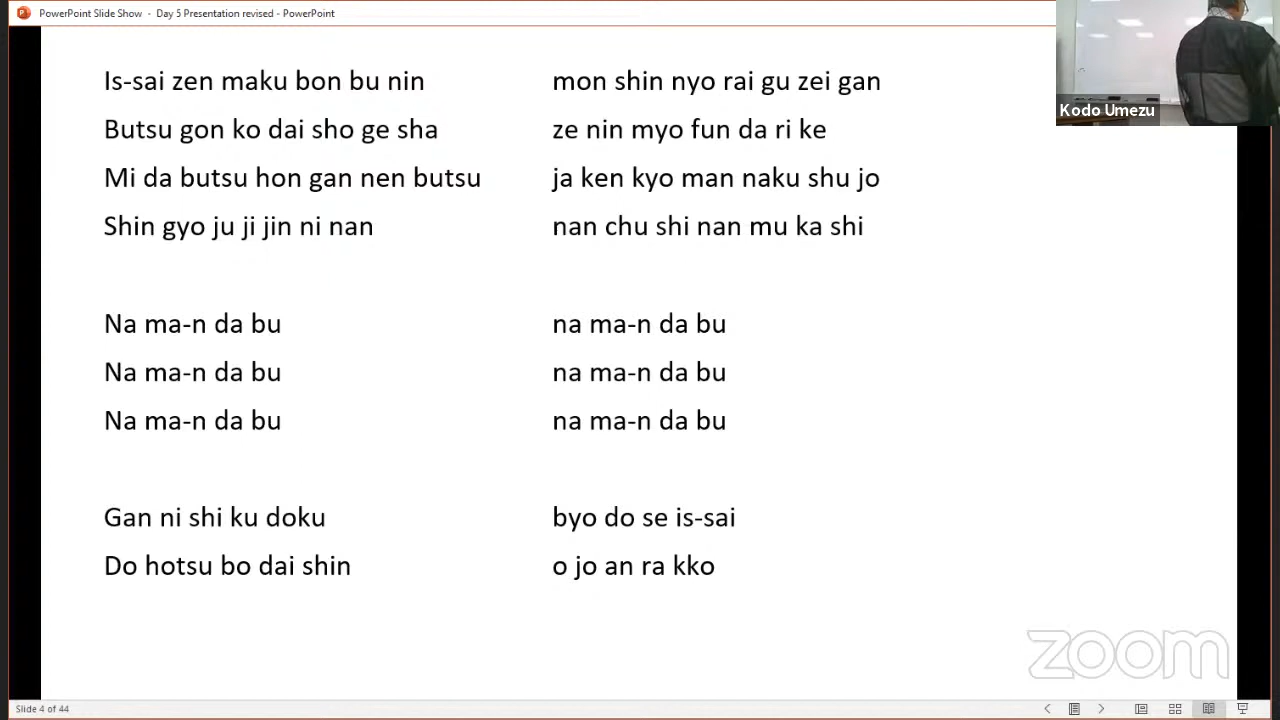 PowerPoint Slide Show - Day 5 Presentation revised - PowerPoint
Kodo Umezu
Is-sai zen maku bon bu nin mon shin nyo rai gu zei gan
Butsu gon ko dai sho ge sha ze nin myo fun da ri ke
Mi da butsu hon gan nen butsu ja ken kyo man naku shu jo
Shin gyo ju ji jin ni nan nan chu shi nan mu ka shi
Na ma-n da bu na ma-n da bu
Na ma-n da bu na ma-n da bu
Na ma-n da bu na ma-n da bu
Gan ni shi ku doku byo do se is-sai
Do hotsu bo dai shin o jo an ra kko
zoom
Slide 4 of 44